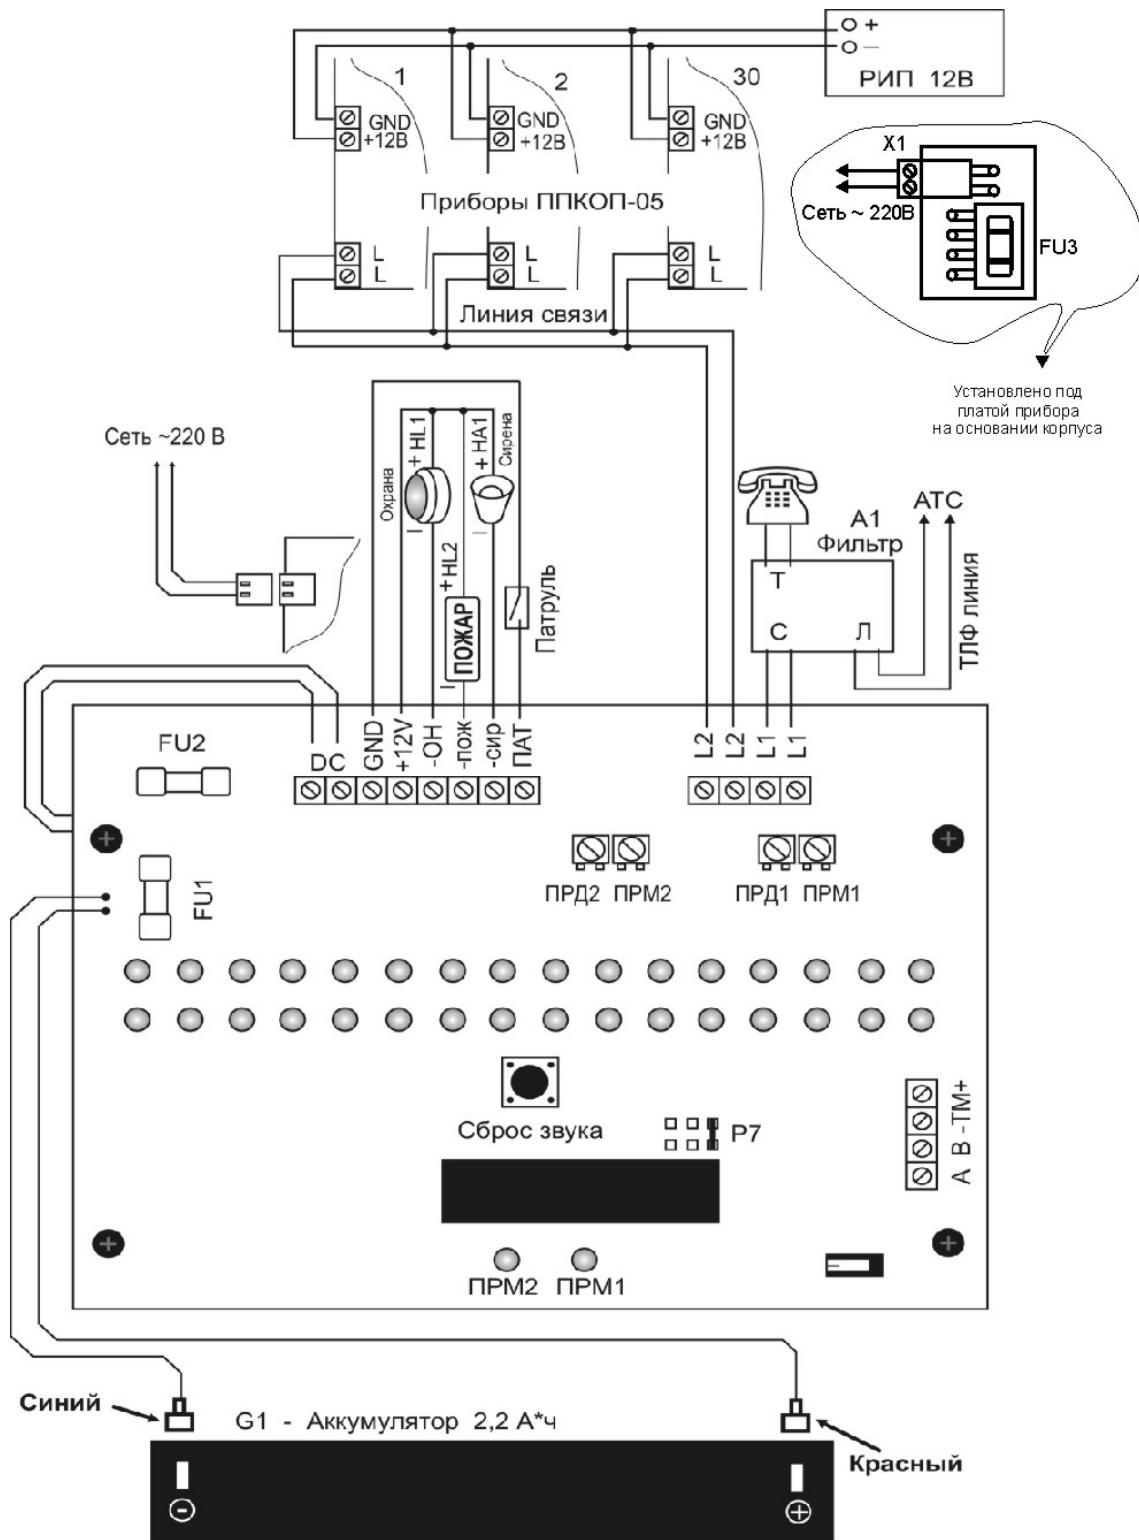 +
–
РИП 12В
1
2
30
GND
+12В
GND
+12В
GND
+12В
Приборы ППКОП-05
L
L
L
L
L
L
Линия связи
X1
Сеть ~ 220В
FU3
Установлено под
платой прибора
на основании корпуса
Сеть ~220 В
Охрана
+ HL1
–
+ HA1
Сирена
–
+ HL2
ПОЖАР
–
Патруль
А1
Фильтр
АТС
Т
С
Л
ТЛФ линия
FU2
DC
GND
+12V
-ОН
-пож
-сир
ПАТ
L2
L2
L1
L1
FU1
ПРД2
ПРМ2
ПРД1
ПРМ1
Сброс звука
P7
A B -TM+
ПРМ2
ПРМ1
Синий
G1 - Аккумулятор 2,2 А*ч
Красный
-
+